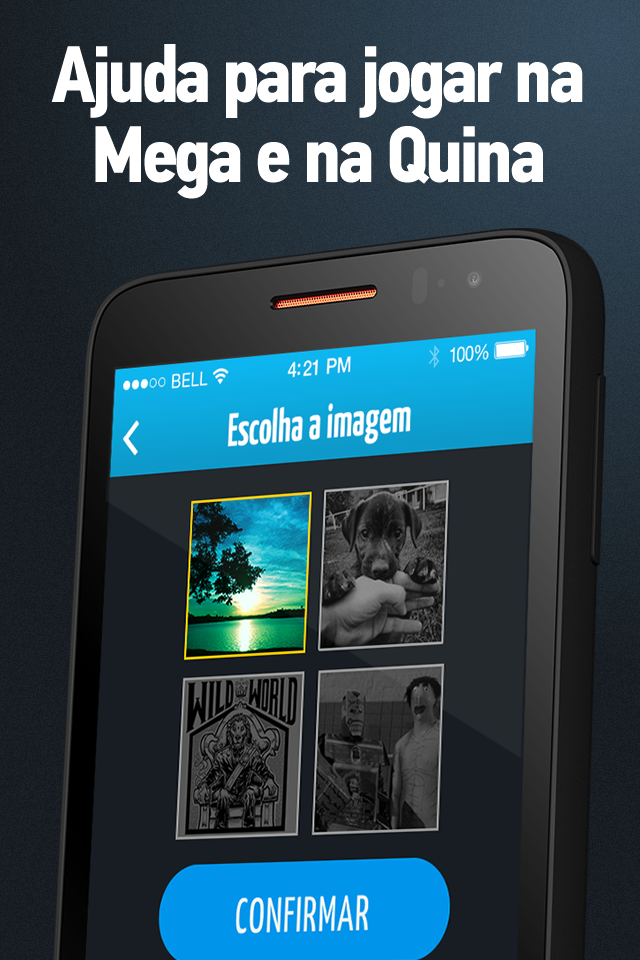 Ajuda para jogar na
Mega e na Quina
BELL 4:21 PM 100%
Escolha a imagem
WILD WORLD
CONFIRMAR